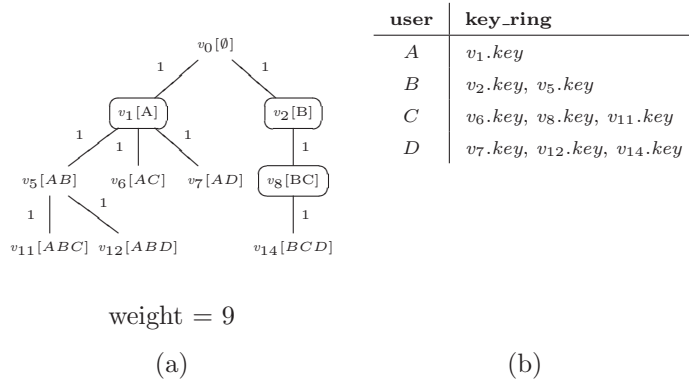 v0[∅]
1 1
v1[A] v2[B]
1 1 1 1
v5[AB] v6[AC] v7[AD] v8[BC]
1 1 1
v11[ABC] v12[ABD] v14[BCD]
weight = 9
(a)
user key_ring
A v1.key
B v2.key, v5.key
C v6.key, v8.key, v11.key
D v7.key, v12.key, v14.key
(b)